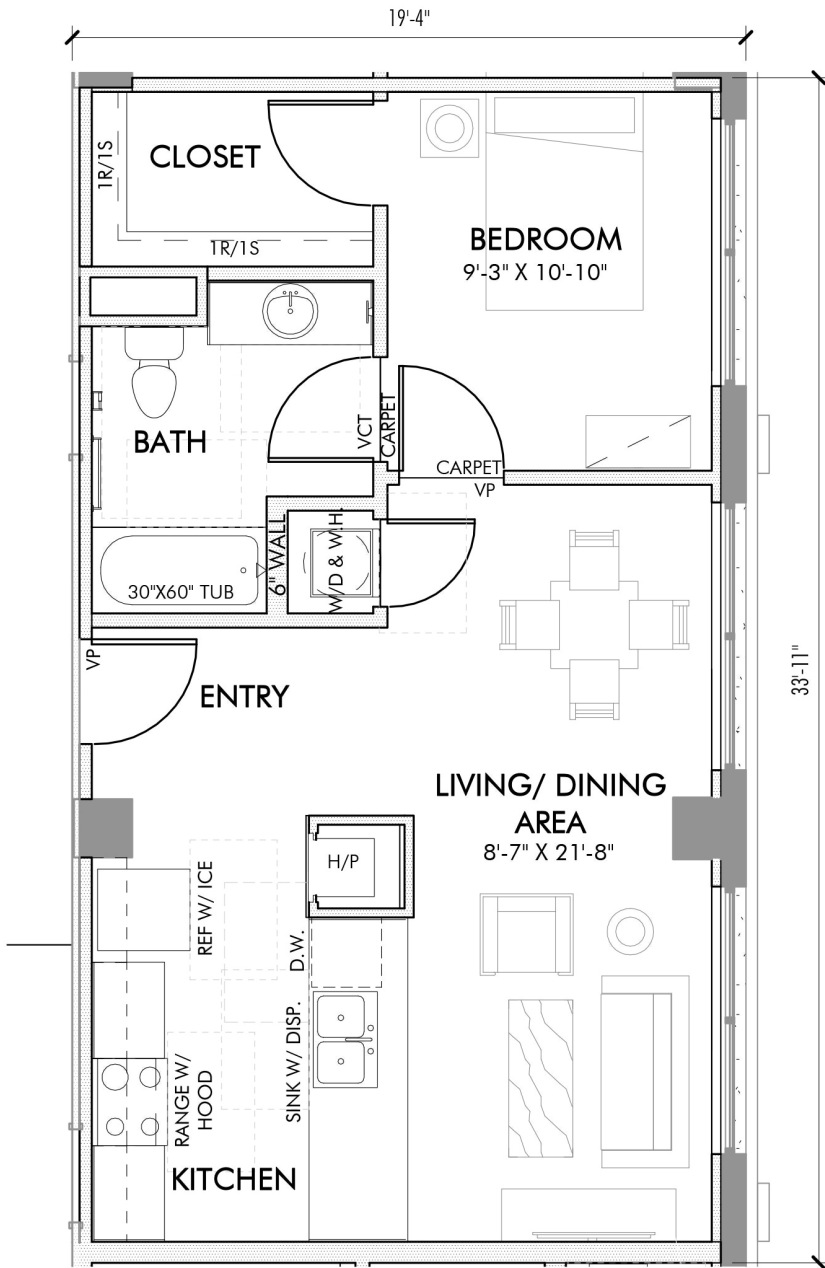 19'-4"
CLOSET
1R/1S
1R/1S
BEDROOM
9'-3" X 10'-10"
BATH
VCT
CARPET
CARPET
VP
6" WALL
W/D & W.H.
30"X60" TUB
VP
ENTRY
33'-11"
LIVING/ DINING
AREA
8'-7" X 21'-8"
H/P
REF W/ ICE
D.W.
SINK W/ DISP.
RANGE W/
HOOD
KITCHEN